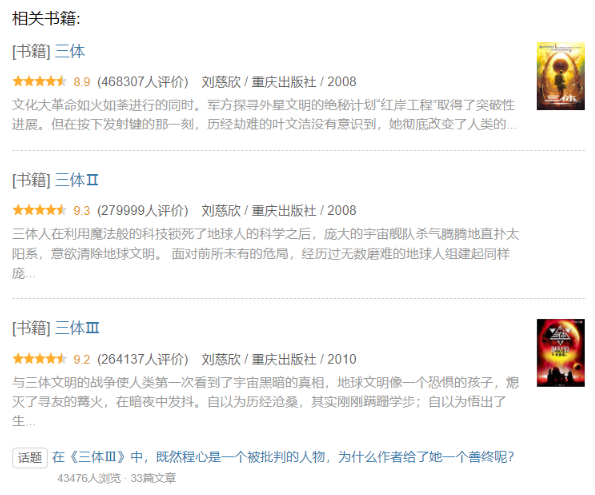 相关书籍:
[书籍] 三体
8.9 (468307人评价) 刘慈欣 / 重庆出版社 / 2008
文化大革命如火如荼进行的同时。军方探寻外星文明的绝秘计划“红岸工程”取得了突破性
进展。但在按下发射键的那一刻，历经劫难的叶文洁没有意识到，她彻底改变了人类的...
[书籍] 三体Ⅱ
9.3 (279999人评价) 刘慈欣 / 重庆出版社 / 2008
三体人在利用魔法般的科技锁死了地球人的科学之后，庞大的宇宙舰队杀气腾腾地直扑太
阳系，意欲清除地球文明。 面对前所未有的危局，经历过无数磨难的地球人组建起同样
庞...
[书籍] 三体Ⅲ
9.2 (264137人评价) 刘慈欣 / 重庆出版社 / 2010
与三体文明的战争使人类第一次看到了宇宙黑暗的真相，地球文明像一个恐惧的孩子，熄
灭了寻友的篝火，在暗夜中发抖。自以为历经沧桑，其实刚刚蹒跚学步；自以为悟出了
生...
话题 在《三体Ⅲ》中，既然程心是一个被批判的人物，为什么作者给了她一个善终呢？
43476人浏览 · 33篇文章